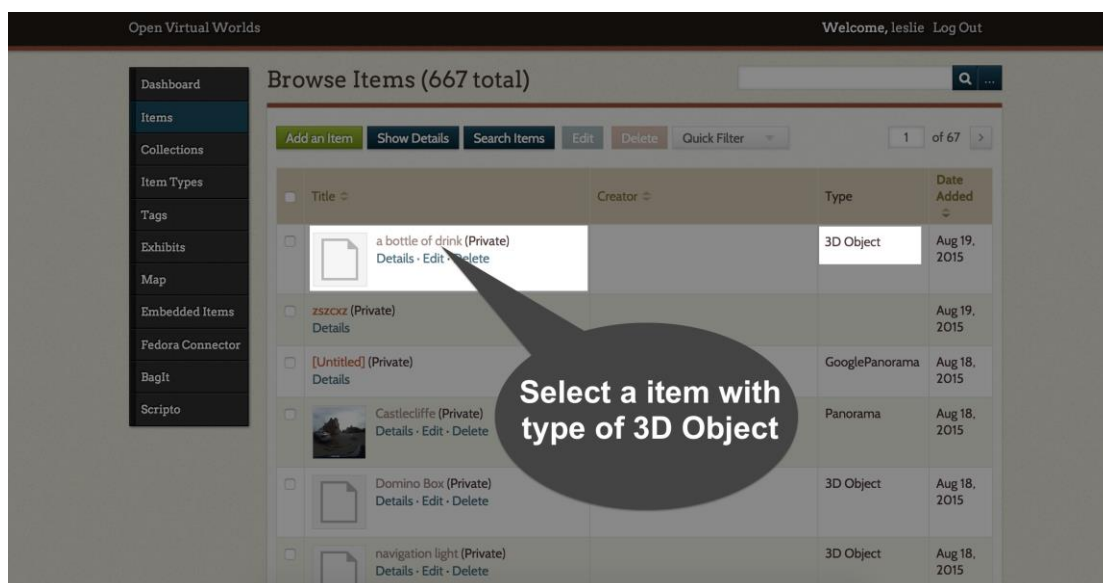 Open Virtual Worlds
Welcome, leslie Log Out
Dashboard
Items
Collections
Item Types
Tags
Exhibits
Map
Embedded Items
Fedora Connector
BagIt
Scripto
Browse Items (667 total)
...
Add an Item Show Details Search Items Edit Delete Quick Filter 1 of 67 >
Title Creator Type Date Added
a bottle of drink (Private) 3D Object Aug 19,
Details · Edit · Delete 2015
zszcxz (Private) Aug 19,
Details 2015
[Untitled] (Private) GooglePanorama Aug 18,
Details 2015
Castlecliffe (Private) Panorama Aug 18,
Details · Edit · Delete 2015
Domino Box (Private) 3D Object Aug 18,
Details · Edit · Delete 2015
navigation light (Private) 3D Object Aug 18,
Details · Edit · Delete 2015
Select a item with
type of 3D Object